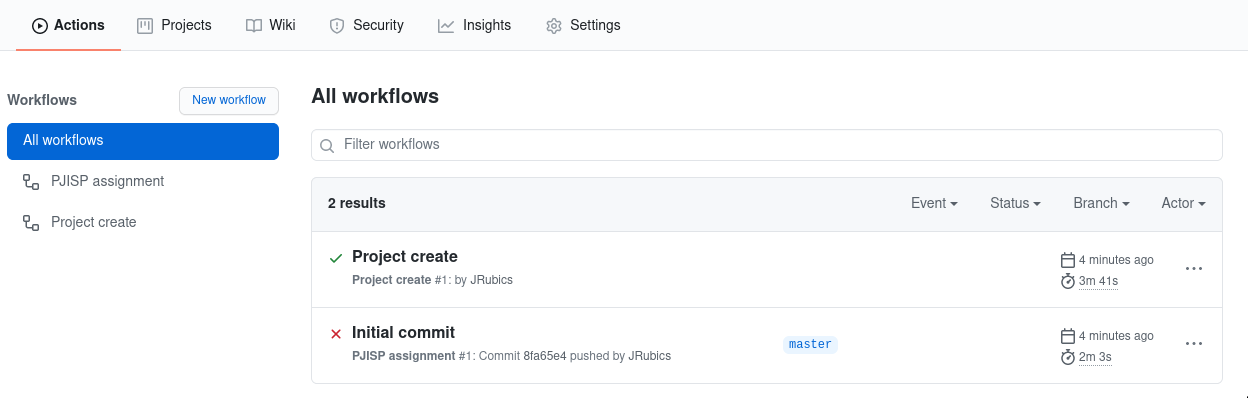 Actions Projects Wiki Security Insights Settings
Workflows New workflow
All workflows
PJISP assignment
Project create
All workflows
Filter workflows
2 results Event Status Branch Actor
Project create
Project create #1: by JRubics
4 minutes ago
3m 41s
Initial commit
PJISP assignment #1: Commit 8fa65e4 pushed by JRubics
master
4 minutes ago
2m 3s